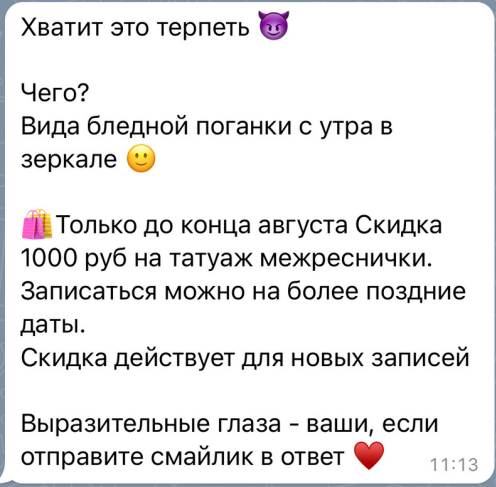 Хватит это терпеть 😈
Чего?
Вида бледной поганки с утра в
зеркале 🙂
🛍️Только до конца августа Скидка
1000 руб на татуаж межреснички.
Записаться можно на более поздние
даты.
Скидка действует для новых записей
Выразительные глаза - ваши, если
отправите смайлик в ответ ♥️
11:13